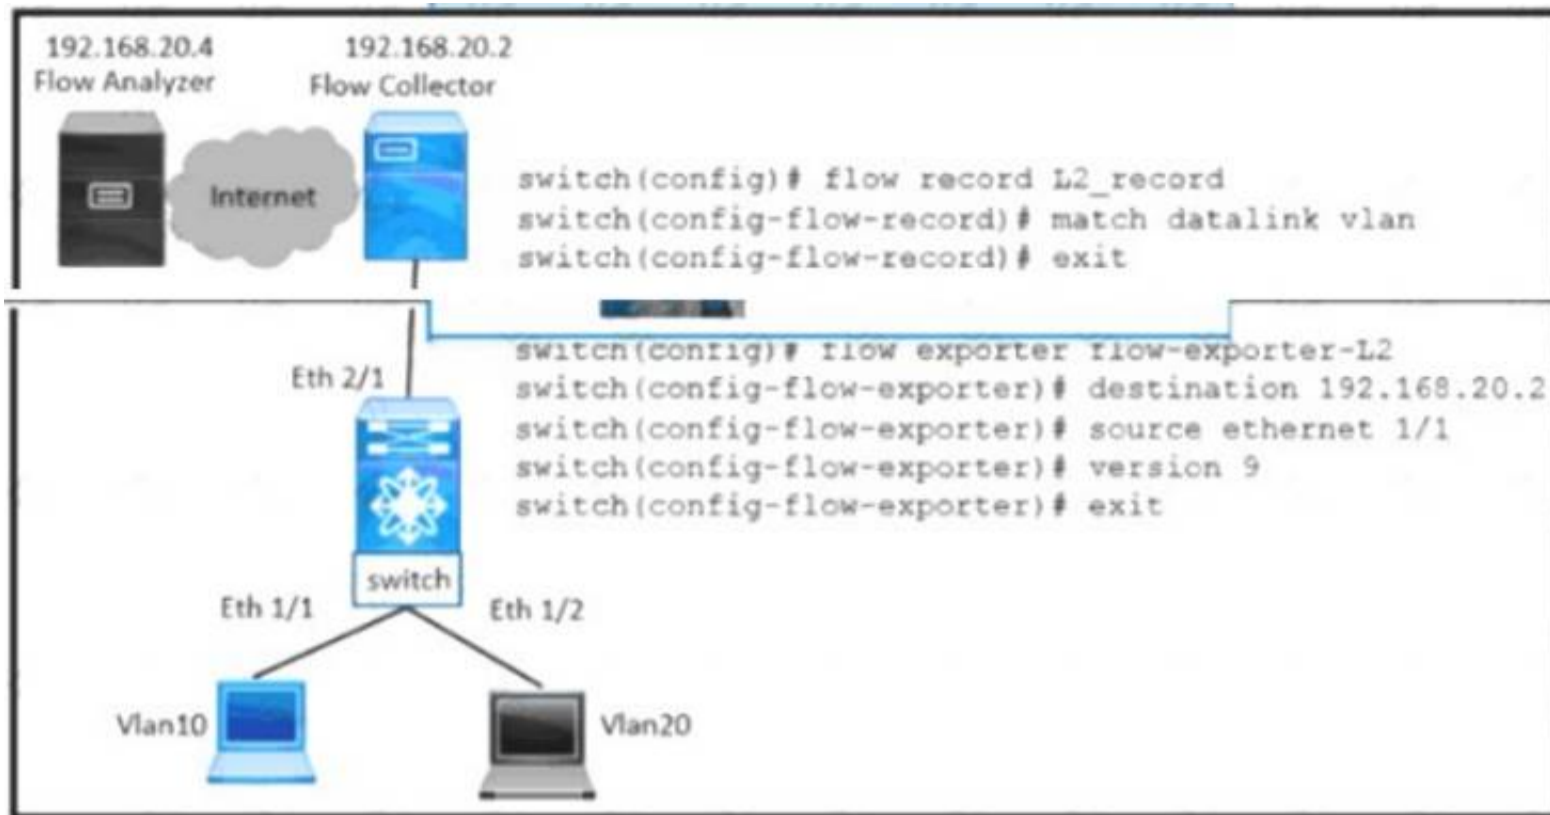 192.168.20.4
Flow Analyzer
192.168.20.2
Flow Collector
Internet
switch(config)# flow record L2_record
switch(config-flow-record)# match datalink vlan
switch(config-flow-record)# exit
switch(config)# flow exporter flow-exporter-L2
switch(config-flow-exporter)# destination 192.168.20.2
switch(config-flow-exporter)# source ethernet 1/1
switch(config-flow-exporter)# version 9
switch(config-flow-exporter)# exit
Eth 2/1
switch
Eth 1/1
Eth 1/2
Vlan10
Vlan20